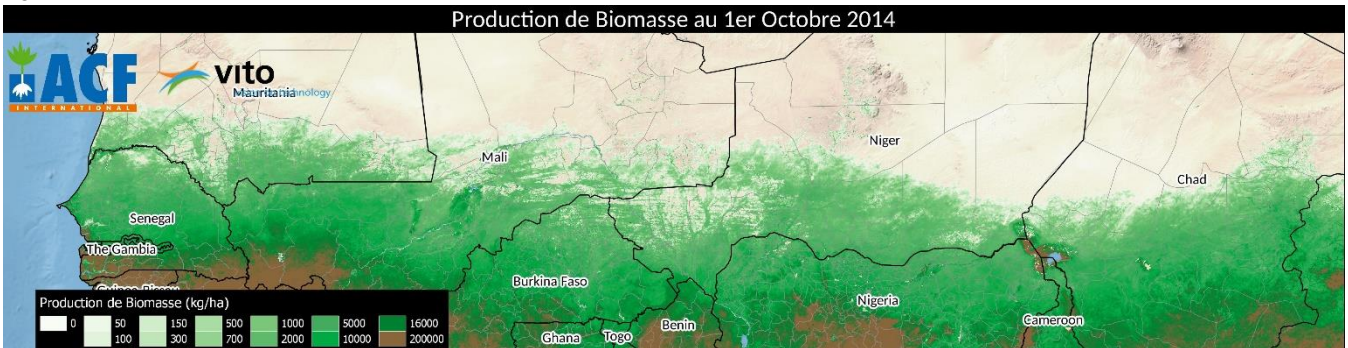 Production de Biomasse au 1er Octobre 2014
ACF
INTERNATIONAL
vito
Mauritania
technology
Mali
Niger
Chad
Senegal
The Gambia
Burkina Faso
Nigeria
Cameroon
Benin
Ghana
Togo
Production de Biomasse (kg/ha)
0 50 150 500 1000 5000 16000
100 300 700 2000 10000 200000